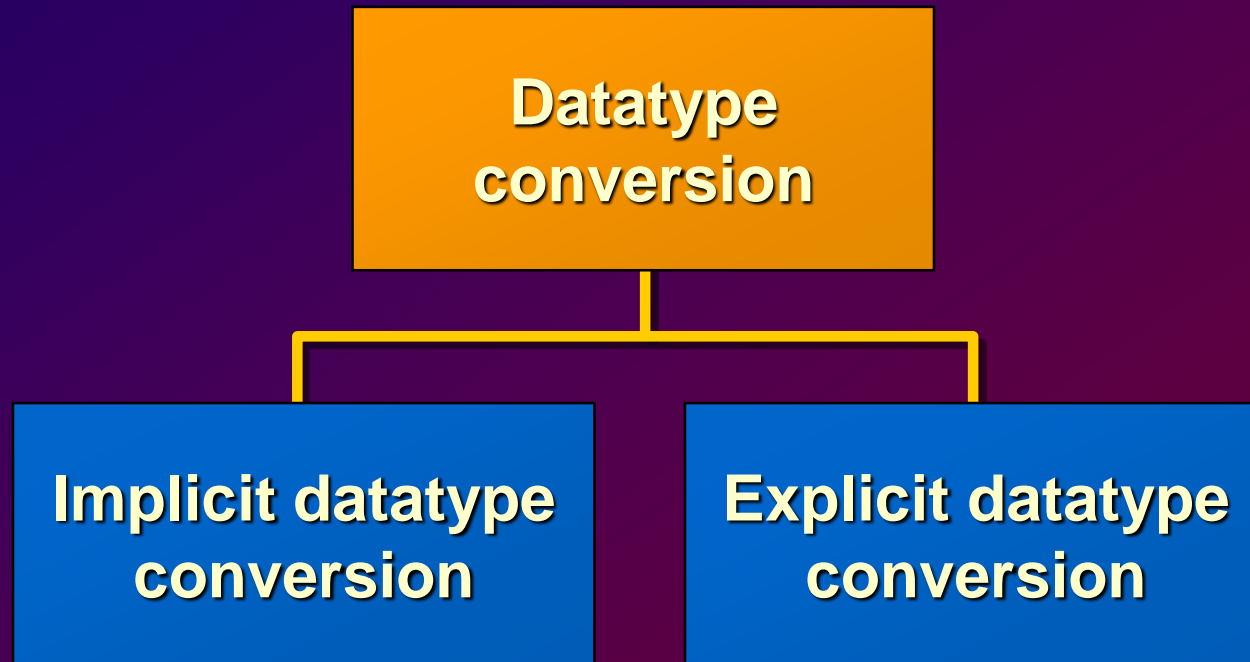 Datatype
conversion
Implicit datatype
conversion
Explicit datatype
conversion